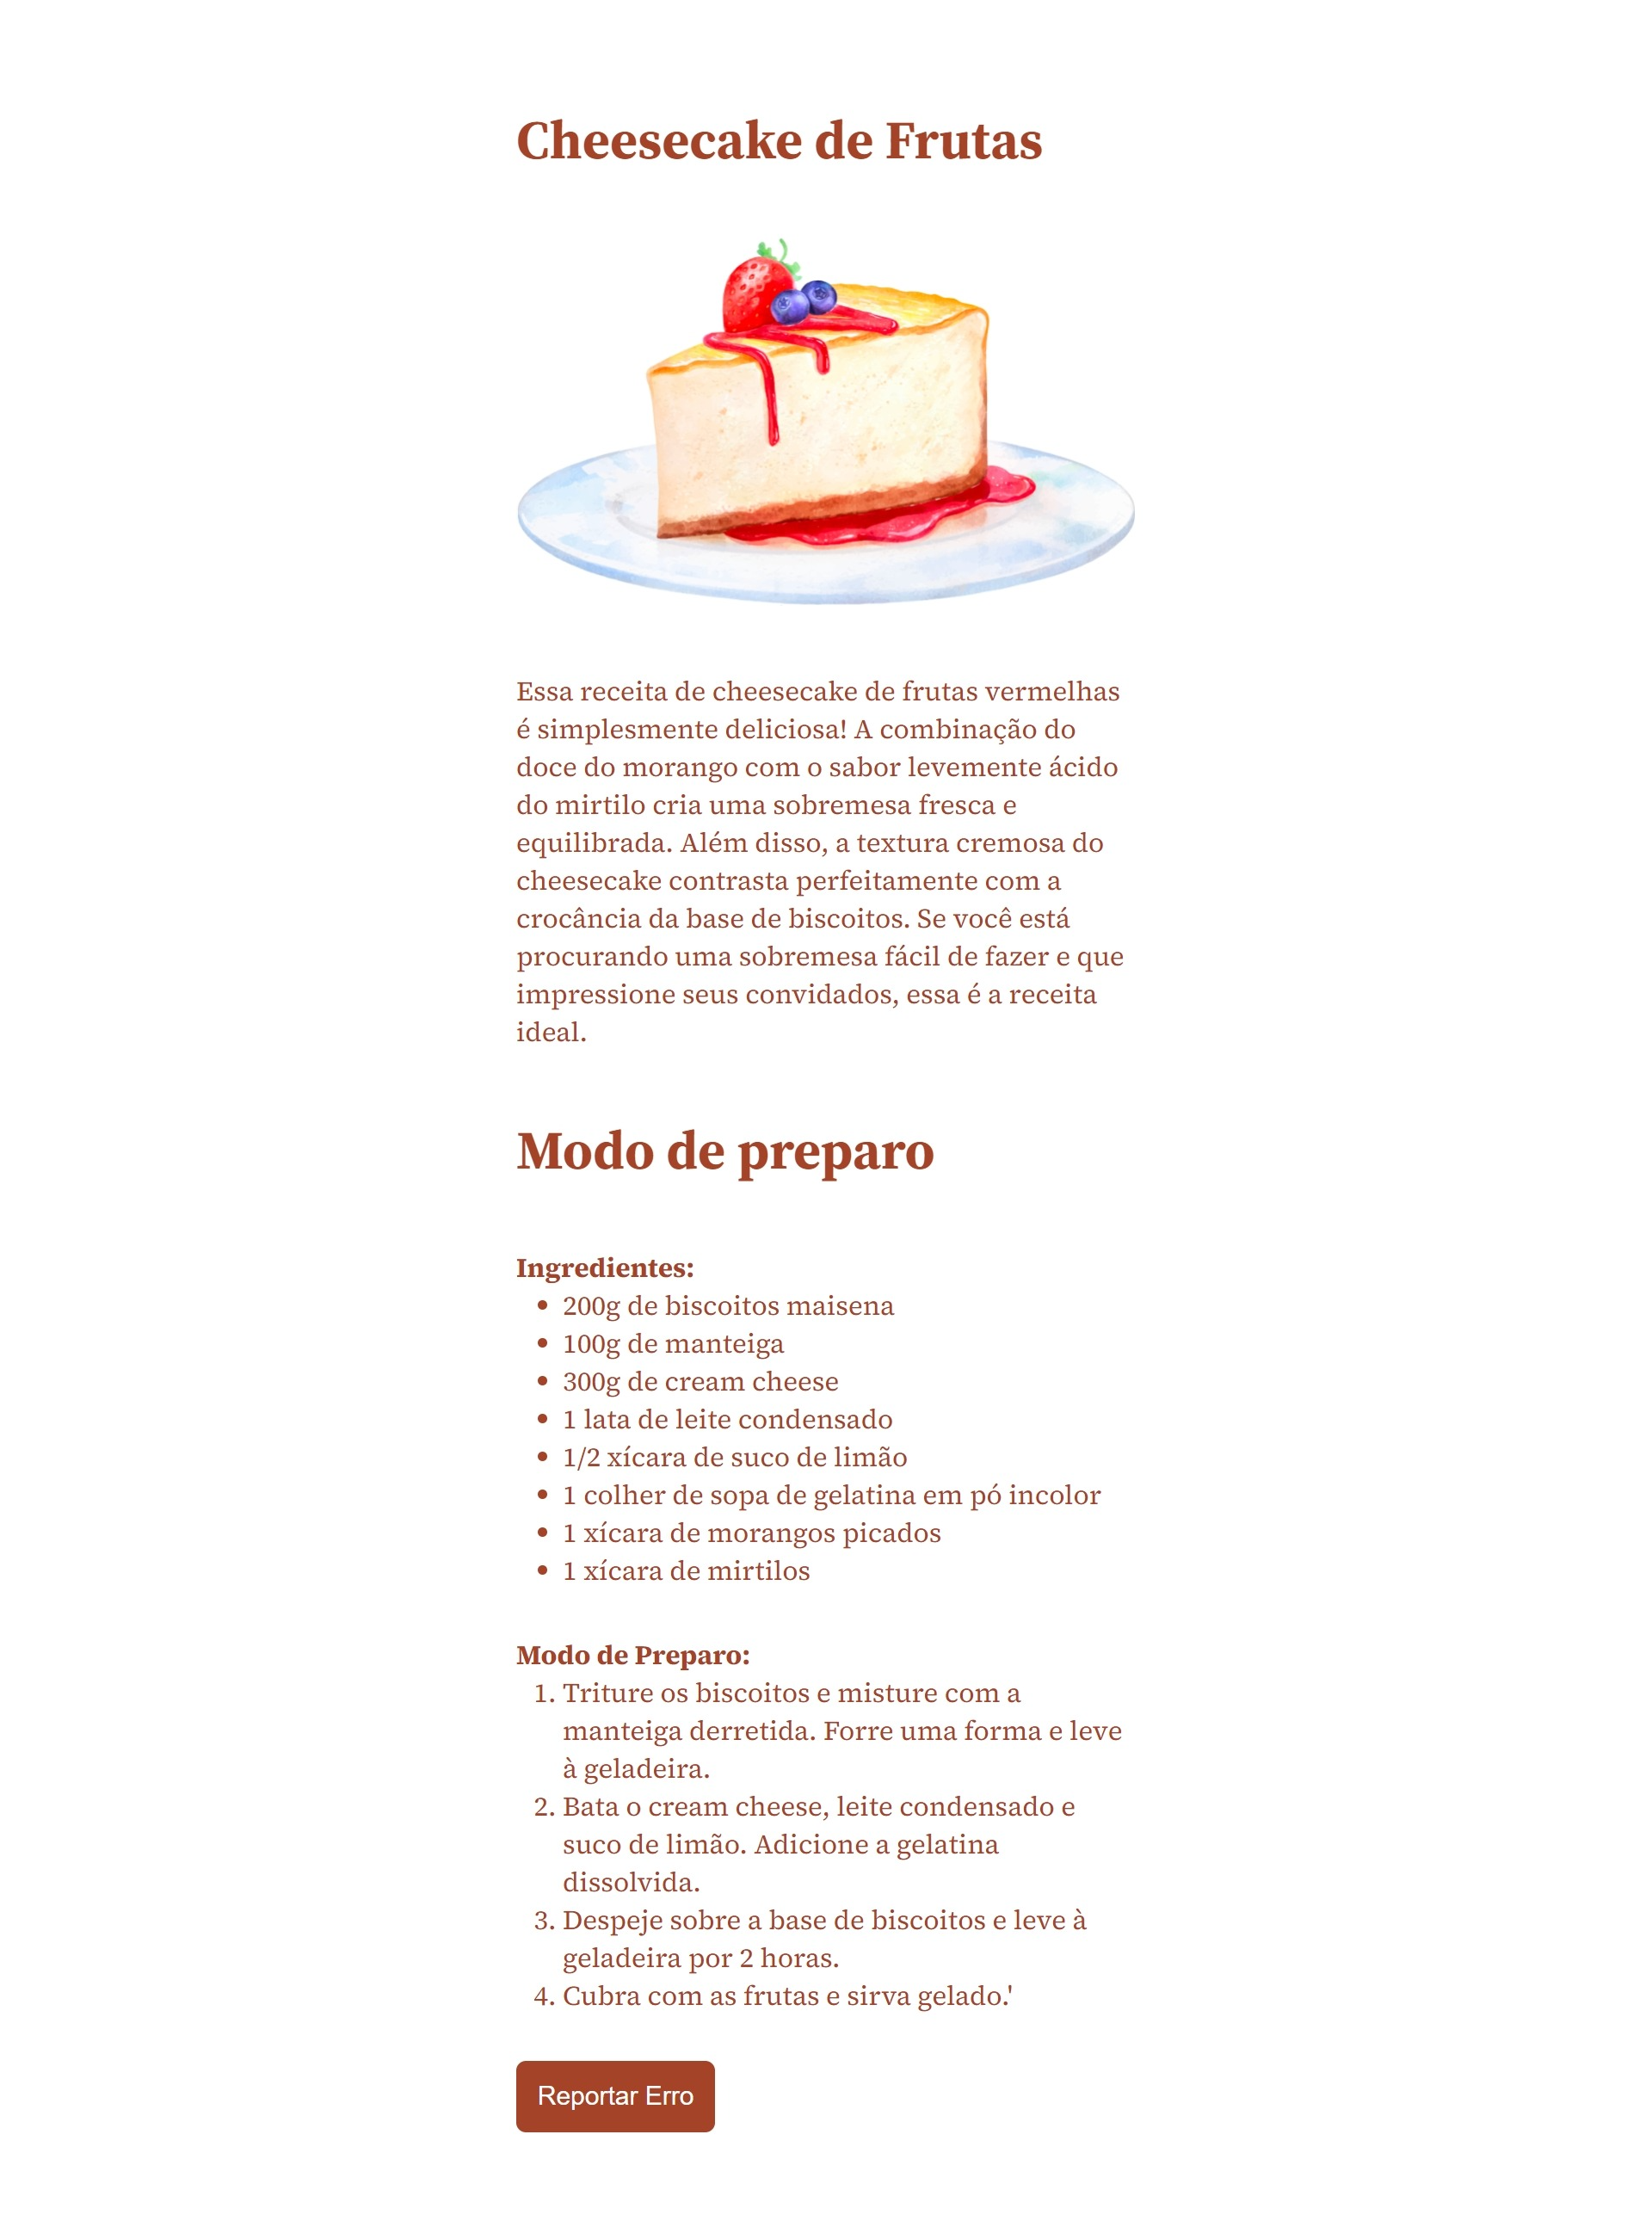 Cheesecake de Frutas
Essa receita de cheesecake de frutas vermelhas
é simplesmente deliciosa! A combinação do
doce do morango com o sabor levemente ácido
do mirtilo cria uma sobremesa fresca e
equilibrada. Além disso, a textura cremosa do
cheesecake contrasta perfeitamente com a
crocância da base de biscoitos. Se você está
procurando uma sobremesa fácil de fazer e que
impressione seus convidados, essa é a receita
ideal.
Modo de preparo
Ingredientes:
• 200g de biscoitos maisena
• 100g de manteiga
• 300g de cream cheese
• 1 lata de leite condensado
• 1/2 xícara de suco de limão
• 1 colher de sopa de gelatina em pó incolor
• 1 xícara de morangos picados
• 1 xícara de mirtilos
Modo de Preparo:
1. Triture os biscoitos e misture com a
manteiga derretida. Forre uma forma e leve
à geladeira.
2. Bata o cream cheese, leite condensado e
suco de limão. Adicione a gelatina
dissolvida.
3. Despeje sobre a base de biscoitos e leve à
geladeira por 2 horas.
4. Cubra com as frutas e sirva gelado.'
Reportar Erro